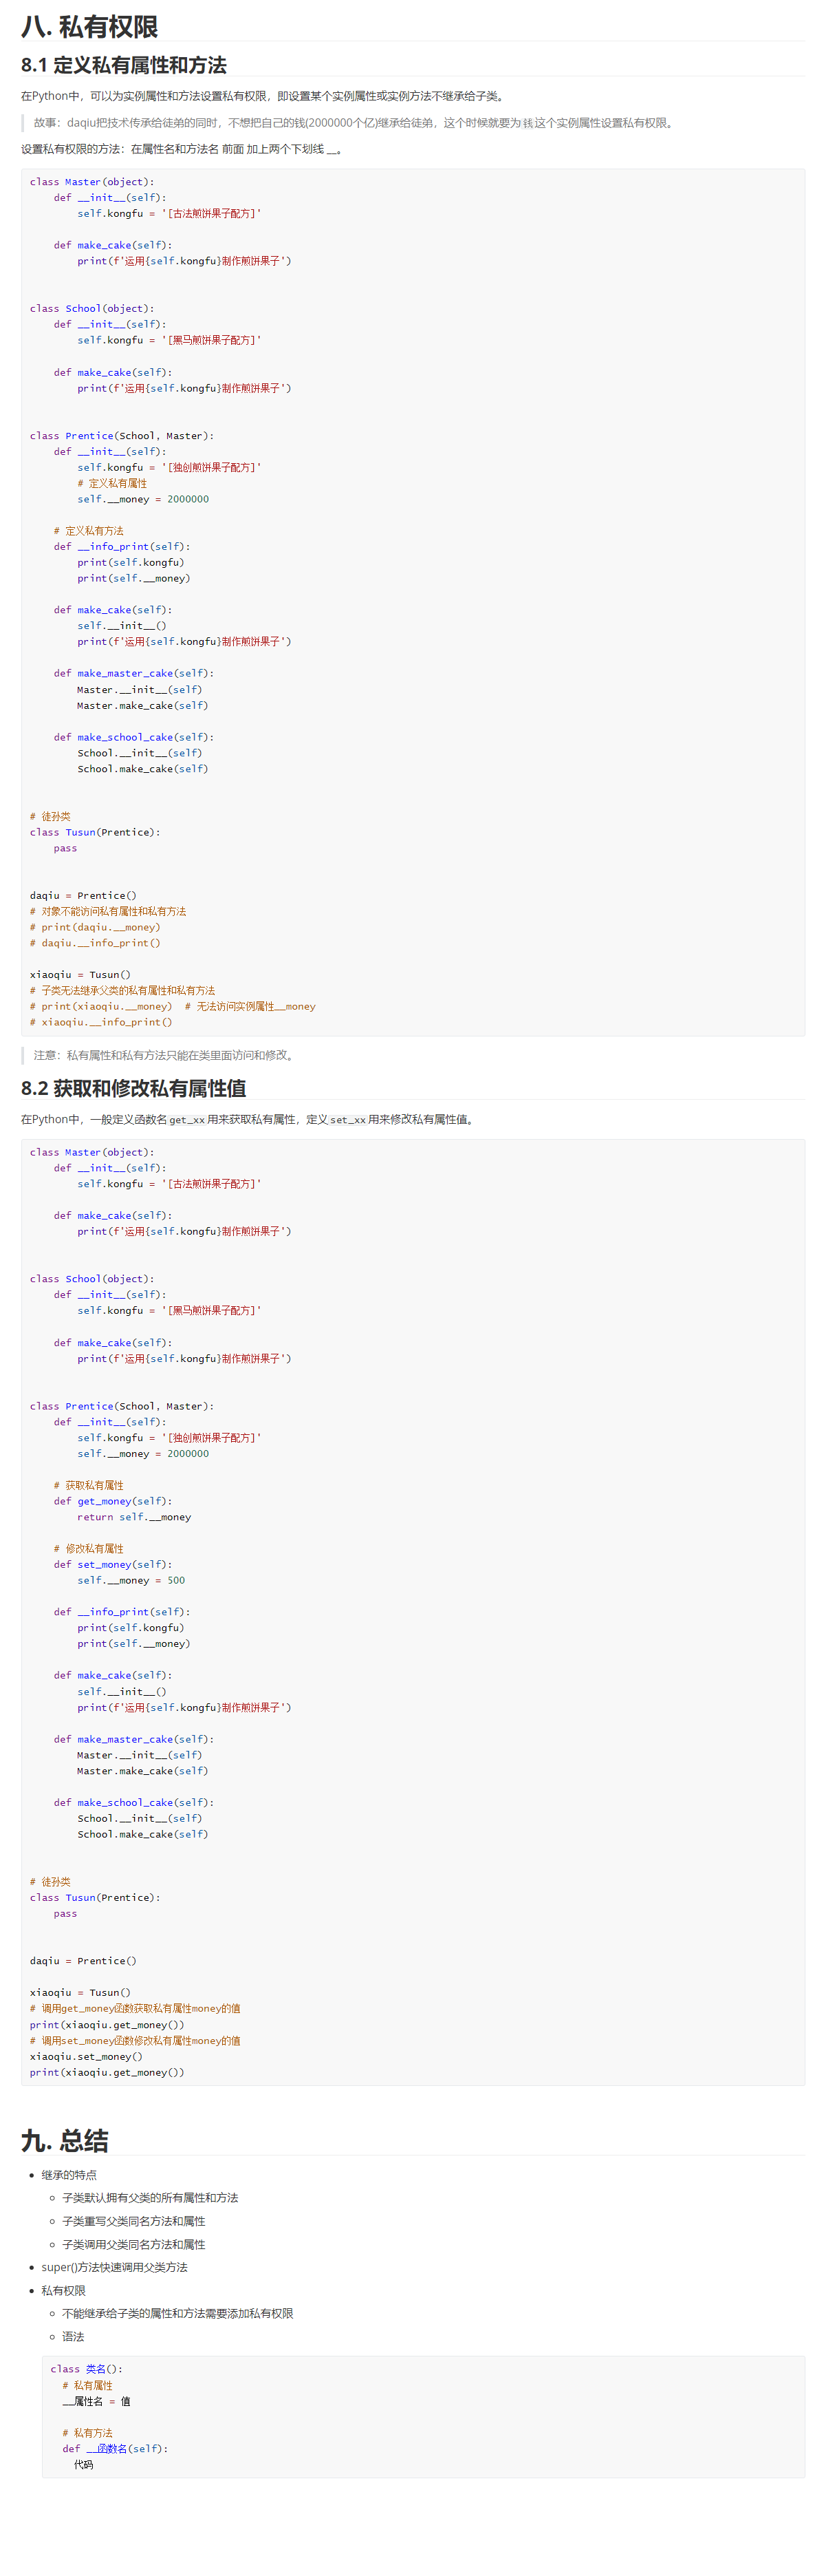 八. 私有权限
8.1 定义私有属性和方法
在Python中，可以为实例属性和方法设置私有权限，即设置某个实例属性或实例方法不继承给子类。
故事：daqiu把技术传承给徒弟的同时，不想把自己的钱(2000000个亿)继承给徒弟，这个时候就要为钱这个实例属性设置私有权限。
设置私有权限的方法：在属性名和方法名 前面 加上两个下划线 __。
class Master(object):
    def __init__(self):
        self.kongfu = '[古法煎饼果子配方]'

    def make_cake(self):
        print(f'运用{self.kongfu}制作煎饼果子')


class School(object):
    def __init__(self):
        self.kongfu = '[黑马煎饼果子配方]'

    def make_cake(self):
        print(f'运用{self.kongfu}制作煎饼果子')


class Prentice(School, Master):
    def __init__(self):
        self.kongfu = '[独创煎饼果子配方]'
        # 定义私有属性
        self.__money = 2000000

    # 定义私有方法
    def __info_print(self):
        print(self.kongfu)
        print(self.__money)

    def make_cake(self):
        self.__init__()
        print(f'运用{self.kongfu}制作煎饼果子')

    def make_master_cake(self):
        Master.__init__(self)
        Master.make_cake(self)

    def make_school_cake(self):
        School.__init__(self)
        School.make_cake(self)


# 徒孙类
class Tusun(Prentice):
    pass


daqiu = Prentice()
# 对象不能访问私有属性和私有方法
# print(daqiu.__money)
# daqiu.__info_print()

xiaoqiu = Tusun()
# 子类无法继承父类的私有属性和私有方法
# print(xiaoqiu.__money)  # 无法访问实例属性__money
# xiaoqiu.__info_print()
注意：私有属性和私有方法只能在类里面访问和修改。
8.2 获取和修改私有属性值
在Python中，一般定义函数名get_xx用来获取私有属性，定义set_xx用来修改私有属性值。
class Master(object):
    def __init__(self):
        self.kongfu = '[古法煎饼果子配方]'

    def make_cake(self):
        print(f'运用{self.kongfu}制作煎饼果子')


class School(object):
    def __init__(self):
        self.kongfu = '[黑马煎饼果子配方]'

    def make_cake(self):
        print(f'运用{self.kongfu}制作煎饼果子')


class Prentice(School, Master):
    def __init__(self):
        self.kongfu = '[独创煎饼果子配方]'
        self.__money = 2000000

    # 获取私有属性
    def get_money(self):
        return self.__money

    # 修改私有属性
    def set_money(self):
        self.__money = 500

    def __info_print(self):
        print(self.kongfu)
        print(self.__money)

    def make_cake(self):
        self.__init__()
        print(f'运用{self.kongfu}制作煎饼果子')

    def make_master_cake(self):
        Master.__init__(self)
        Master.make_cake(self)

    def make_school_cake(self):
        School.__init__(self)
        School.make_cake(self)


# 徒孙类
class Tusun(Prentice):
    pass


daqiu = Prentice()

xiaoqiu = Tusun()
# 调用get_money函数获取私有属性money的值
print(xiaoqiu.get_money())
# 调用set_money函数修改私有属性money的值
xiaoqiu.set_money()
print(xiaoqiu.get_money())
九. 总结
继承的特点
子类默认拥有父类的所有属性和方法
子类重写父类同名方法和属性
子类调用父类同名方法和属性
super()方法快速调用父类方法
私有权限
不能继承给子类的属性和方法需要添加私有权限
语法
class 类名():
  # 私有属性
  __属性名 = 值

  # 私有方法
  def __函数名(self):
    代码